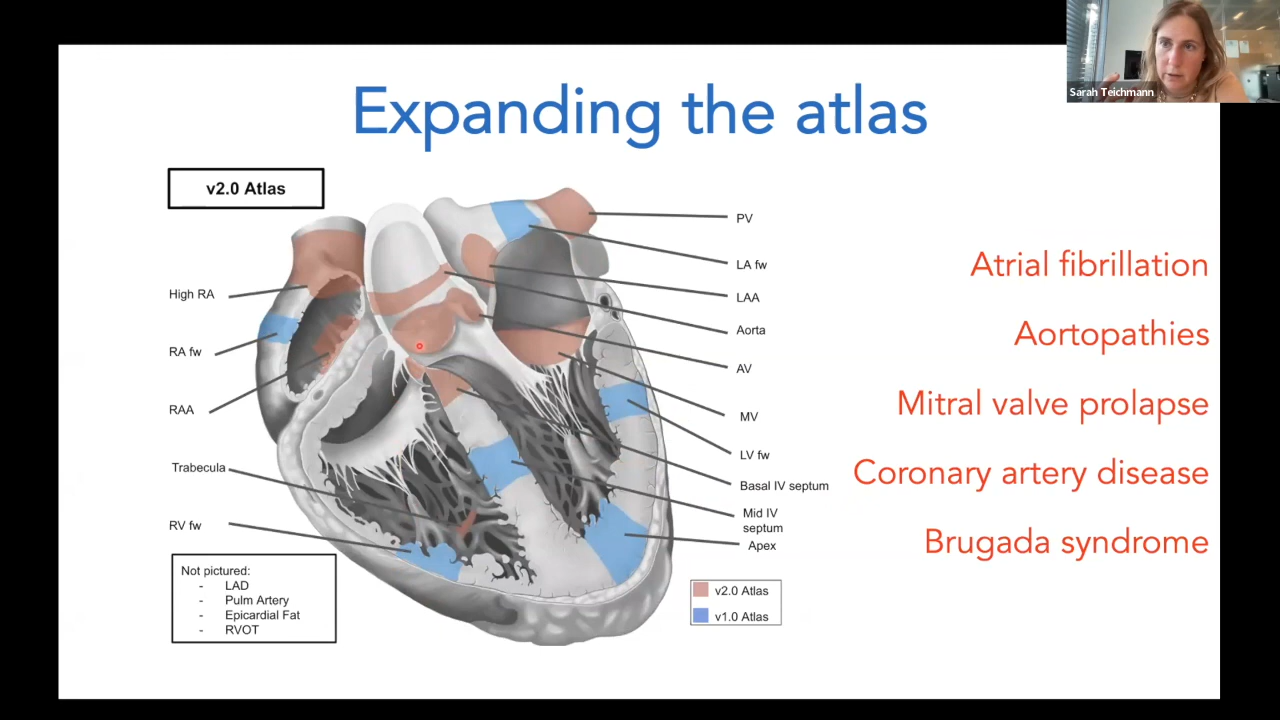 Sarah Teichmann
Expanding the atlas
v2.0 Atlas
High RA
RA fw
RAA
Trabecula
RV fw
PV
LA fw
LAA
Aorta
AV
MV
LV fw
Basal IV septum
Mid IV
septum
Apex
Atrial fibrillation
Aortopathies
Mitral valve prolapse
Coronary artery disease
Brugada syndrome
Not pictured:
- LAD
- Pulm Artery
- Epicardial Fat
- RVOT
v2.0 Atlas
v1.0 Atlas